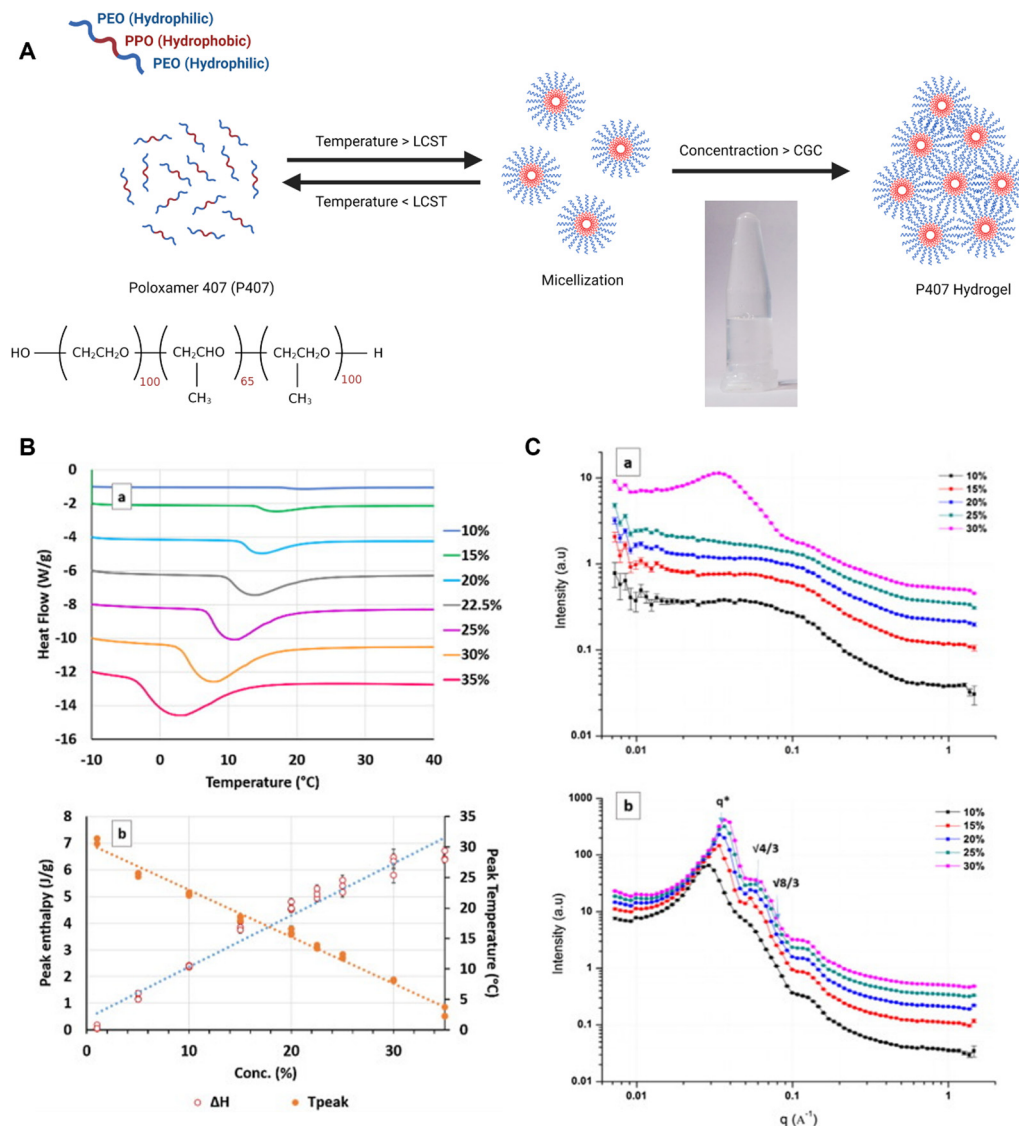 PEO (Hydrophilic)
PPO (Hydrophobic)
PEO (Hydrophilic)
A
Temperature > LCST
Temperature < LCST
Concentraction > CGC
Poloxamer 407 (P407)
Micellization
P407 Hydrogel
HO
CH₂CH₂O
100
CH₂CHO
CH₃
65
CH₂CH₂O
CH₃
100
H
B
a
Heat Flow (W/g)
0
-2
-4
-6
-8
-10
-12
-14
-16
-10
0
10
20
30
40
Temperature (°C)
10%
15%
20%
22.5%
25%
30%
35%
b
Peak enthalpy (J/g)
8
7
6
5
4
3
2
1
0
Peak Temperature (°C)
35
30
25
20
15
10
5
0
0
10
20
30
Conc. (%)
ΔH
Tpeak
C
a
Intensity (a.u)
10
1
0.1
0.01
0.01
0.1
1
10%
15%
20%
25%
30%
b
Intensity (a.u)
1000
100
10
1
0.1
0.01
q*
√4/3
√8/3
10%
15%
20%
25%
30%
0.01
0.1
1
q (A⁻¹)